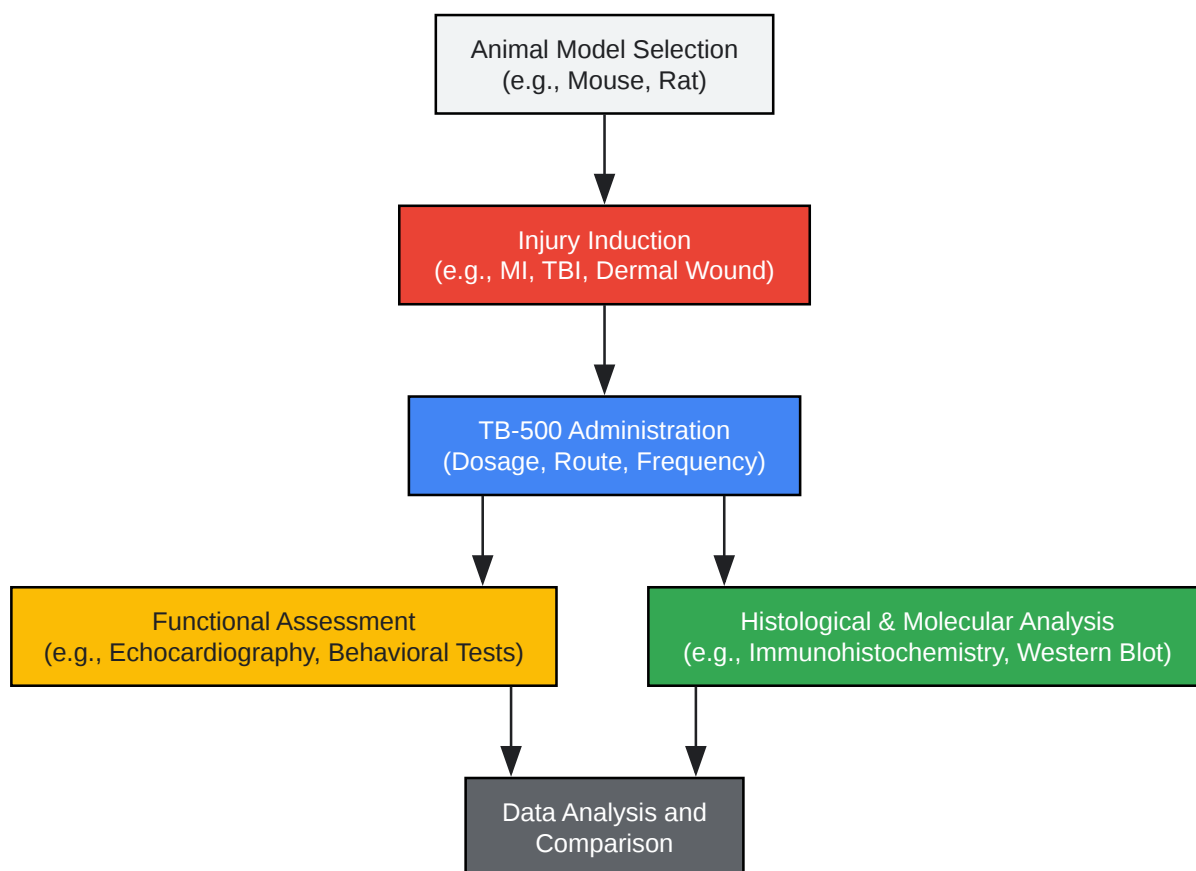 Animal Model Selection
(e.g., Mouse, Rat)
Injury Induction
(e.g., MI, TBI, Dermal Wound)
TB-500 Administration
(Dosage, Route, Frequency)
Functional Assessment
(e.g., Echocardiography, Behavioral Tests)
Histological & Molecular Analysis
(e.g., Immunohistochemistry, Western Blot)
Data Analysis and
Comparison